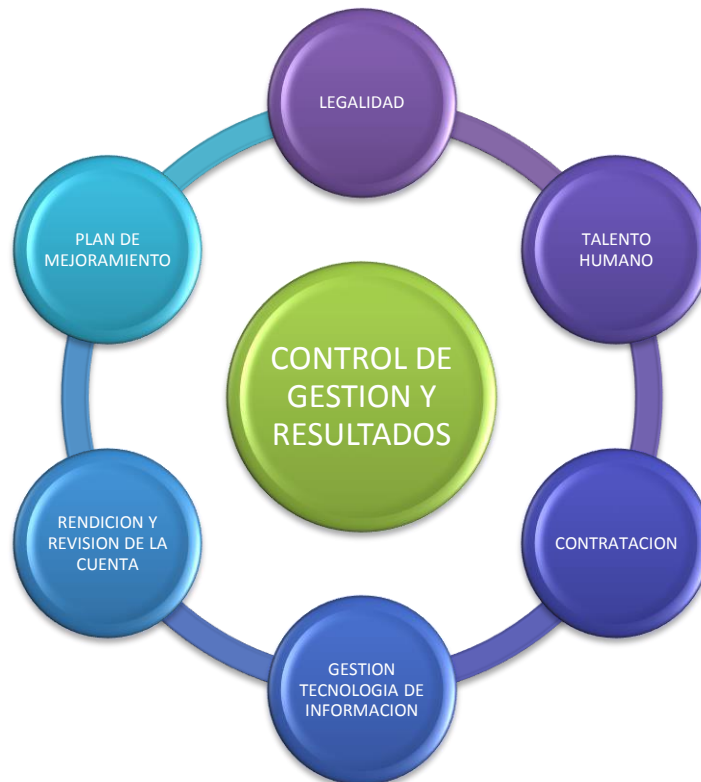 LEGALIDAD
TALENTO
HUMANO
CONTRATACION
GESTION
TECNOLOGIA DE
INFORMACION
RENDICION Y
REVISION DE LA
CUENTA
PLAN DE
MEJORAMIENTO
CONTROL DE
GESTION Y
RESULTADOS